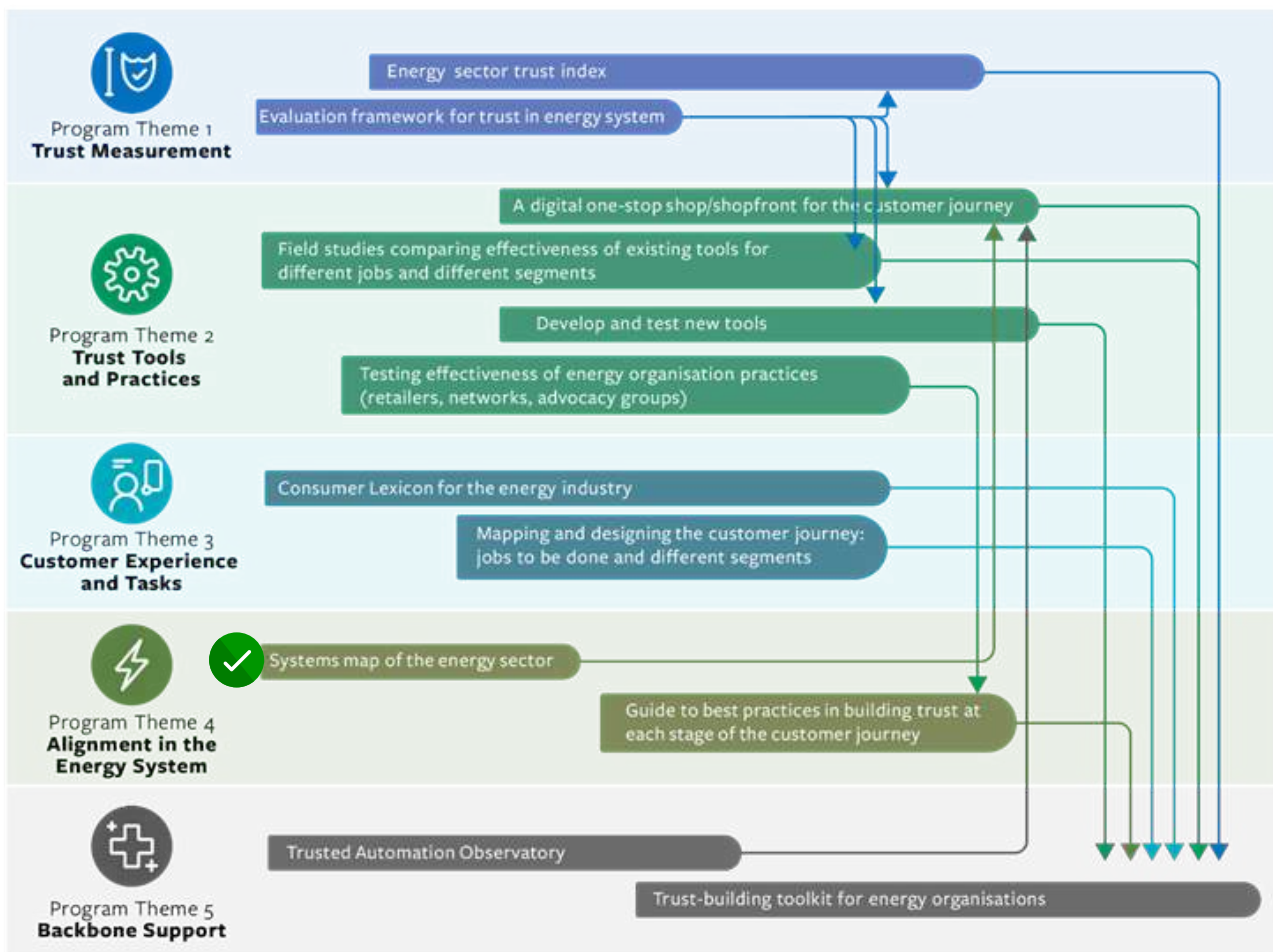 Energy sector trust index
Evaluation framework for trust in energy system
Program Theme 1
Trust Measurement
A digital one-stop shop/shopfront for the customer journey
Field studies comparing effectiveness of existing tools for
different jobs and different segments
Develop and test new tools
Program Theme 2
Trust Tools
and Practices
Testing effectiveness of energy organisation practices
(retailers, networks, advocacy groups)
Consumer Lexicon for the energy industry
Mapping and designing the customer journey:
jobs to be done and different segments
Program Theme 3
Customer Experience
and Tasks
Systems map of the energy sector
Guide to best practices in building trust at
each stage of the customer journey
Program Theme 4
Alignment in the
Energy System
Trusted Automation Observatory
Trust-building toolkit for energy organisations
Program Theme 5
Backbone Support